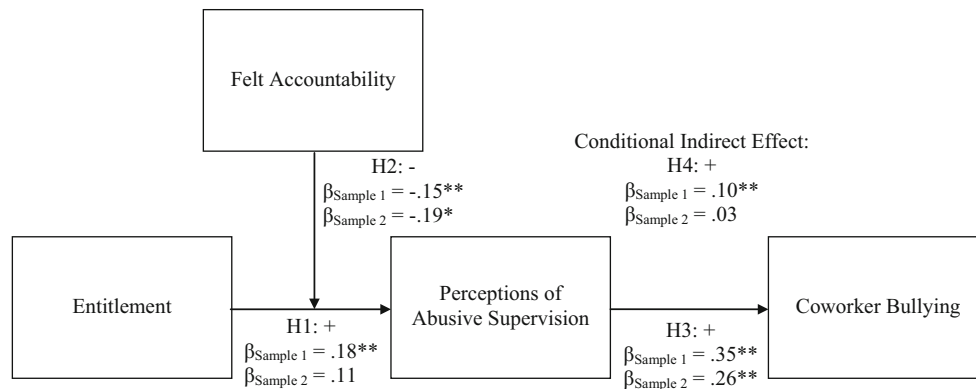 Felt Accountability
Conditional Indirect Effect:
H4: +
βSample 1 = .10**
βSample 2 = .03
H2: -
βSample 1 = -.15**
βSample 2 = -.19*
Entitlement
Perceptions of
Abusive Supervision
Coworker Bullying
H1: +
βSample 1 = .18**
βSample 2 = .11
H3: +
βSample 1 = .35**
βSample 2 = .26**